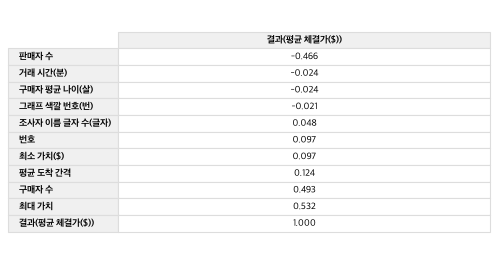 결과(평균 체결가($))
판매자 수 -0.466
거래 시간(분) -0.024
구매자 평균 나이(살) -0.024
그래프 색깔 번호(번) -0.021
조사자 이름 글자 수(글자) 0.048
번호 0.097
최소 가치($) 0.097
평균 도착 간격 0.124
구매자 수 0.493
최대 가치 0.532
결과(평균 체결가($)) 1.000